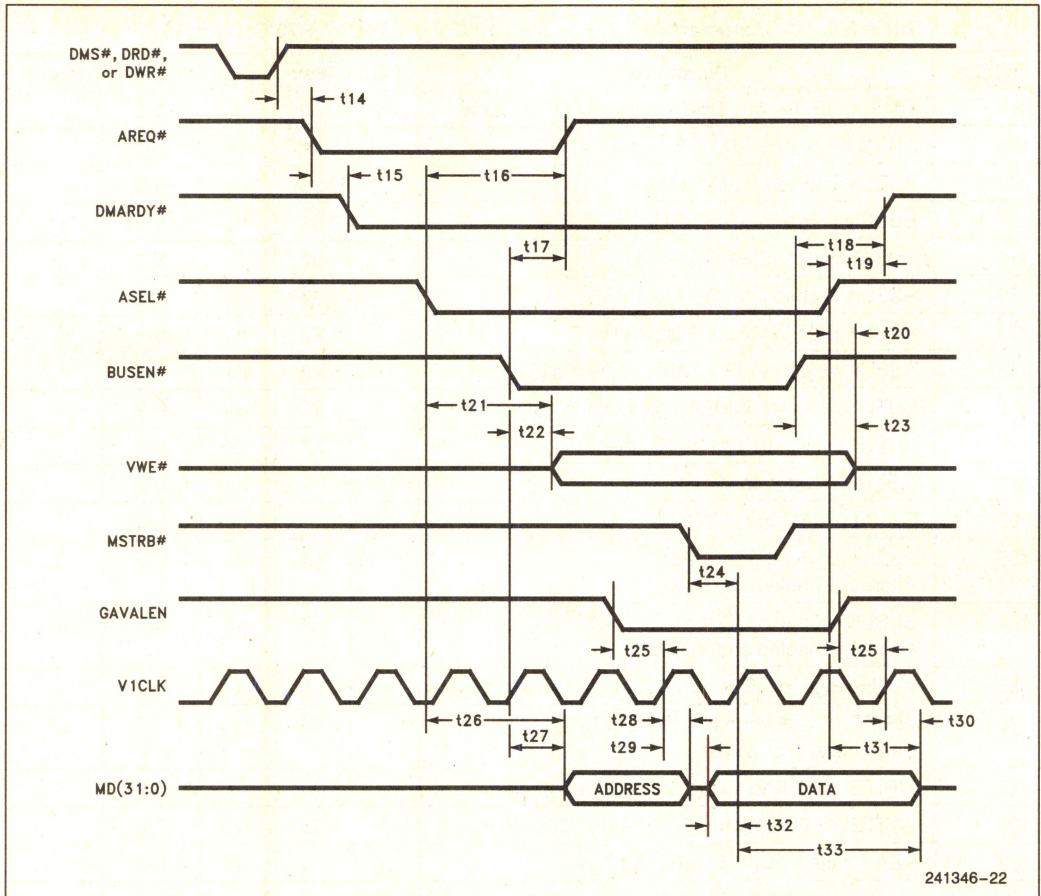 DMS#, DRD#,
or DWR#
t14
AREQ#
t15
t16
DMARDY#
t17
t18
t19
ASEL#
t20
BUSEN#
t21
t22
t23
VWE#
MSTRB#
t24
GAVALEN
t25
t25
V1CLK
t26
t28
t30
t27
t29
t31
MD(31:0)
ADDRESS
DATA
t32
t33
241346-22